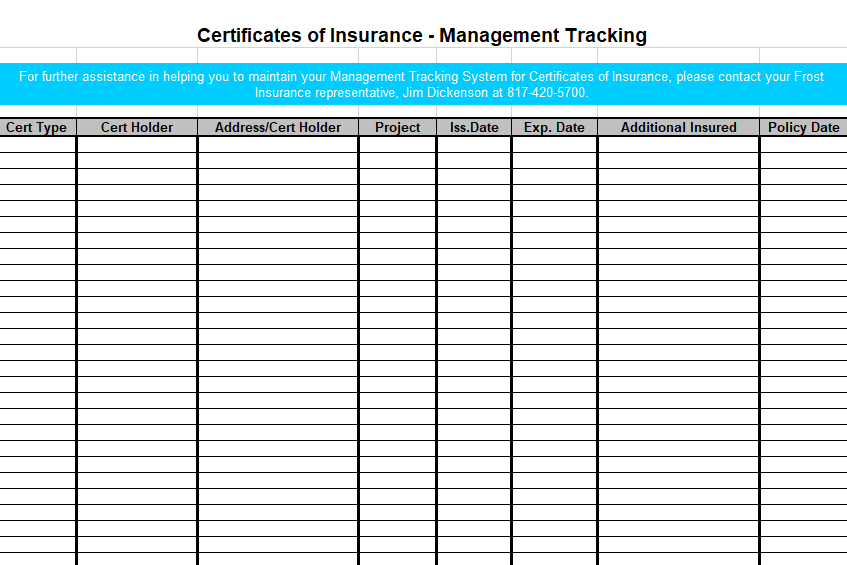 Certificates of Insurance - Management Tracking
For further assistance in helping you to maintain your Management Tracking System for Certificates of Insurance, please contact your Frost
Insurance representative, Jim Dickenson at 817-420-5700.
Cert Type Cert Holder Address/Cert Holder Project Iss.Date Exp. Date Additional Insured Policy Date